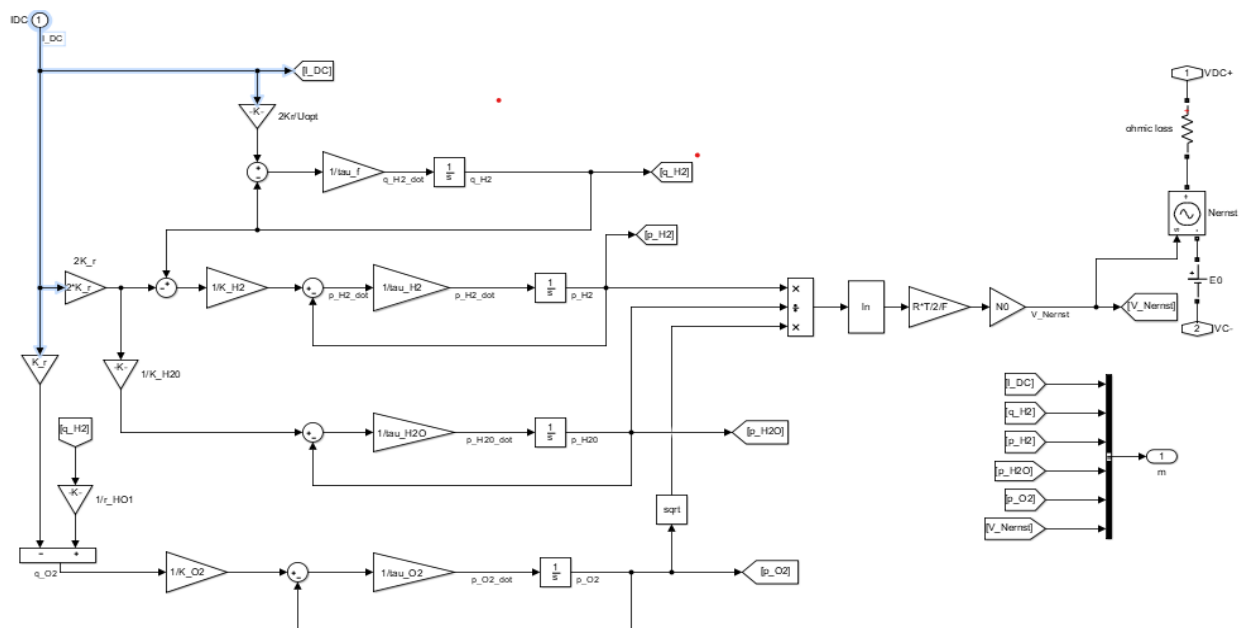 IDC
1
I_DC
[I_DC]
-K-
2Kr/Uopt
+
-
1/tau_f
q_H2_dot
1
s
q_H2
[q_H2]
[p_H2]
2K_r
2*K_r
-
+
1/K_H2
+
-
p_H2_dot
1/tau_H2
p_H2_dot
1
s
p_H2
×
÷
×
ln
R*T/2/F
N0
V_Nernst
[V_Nernst]
1
VDC+
+
ohmic loss
+
-
Nernst
+
E0
2
VC-
K_r
-K-
1/K_H20
[q_H2]
-K-
1/r_HO1
+
-
1/tau_H2O
p_H20_dot
1
s
p_H20
[p_H2O]
sqrt
-
+
q_O2
1/K_O2
+
-
1/tau_O2
p_O2_dot
1
s
p_O2
[p_O2]
[I_DC]
[q_H2]
[p_H2]
[p_H2O]
[p_O2]
[V_Nernst]
1
m